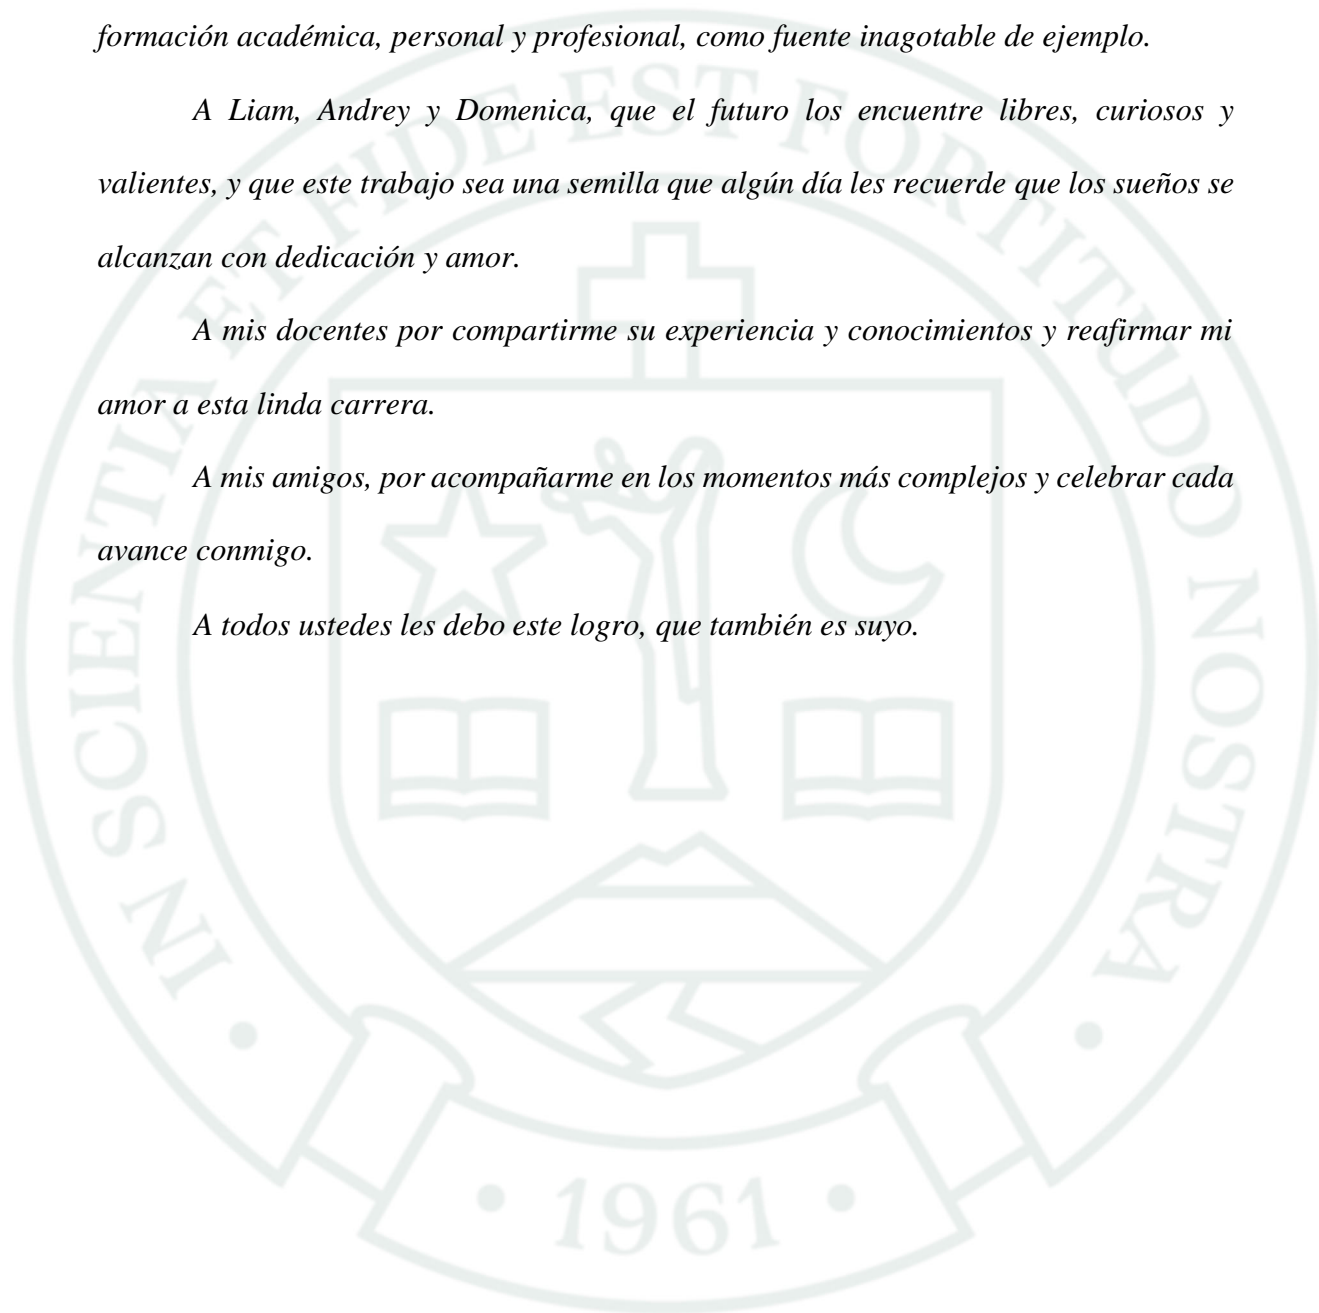 formación académica, personal y profesional, como fuente inagotable de ejemplo.
A Liam, Andrey y Domenica, que el futuro los encuentre libres, curiosos y
valientes, y que este trabajo sea una semilla que algún día les recuerde que los sueños se
alcanzan con dedicación y amor.
A mis docentes por compartirme su experiencia y conocimientos y reafirmar mi
amor a esta linda carrera.
A mis amigos, por acompañarme en los momentos más complejos y celebrar cada
avance conmigo.
A todos ustedes les debo este logro, que también es suyo.
IN SCIENTIA ET FIDE EST FORTITUDO NOSTRA
• 1961 •